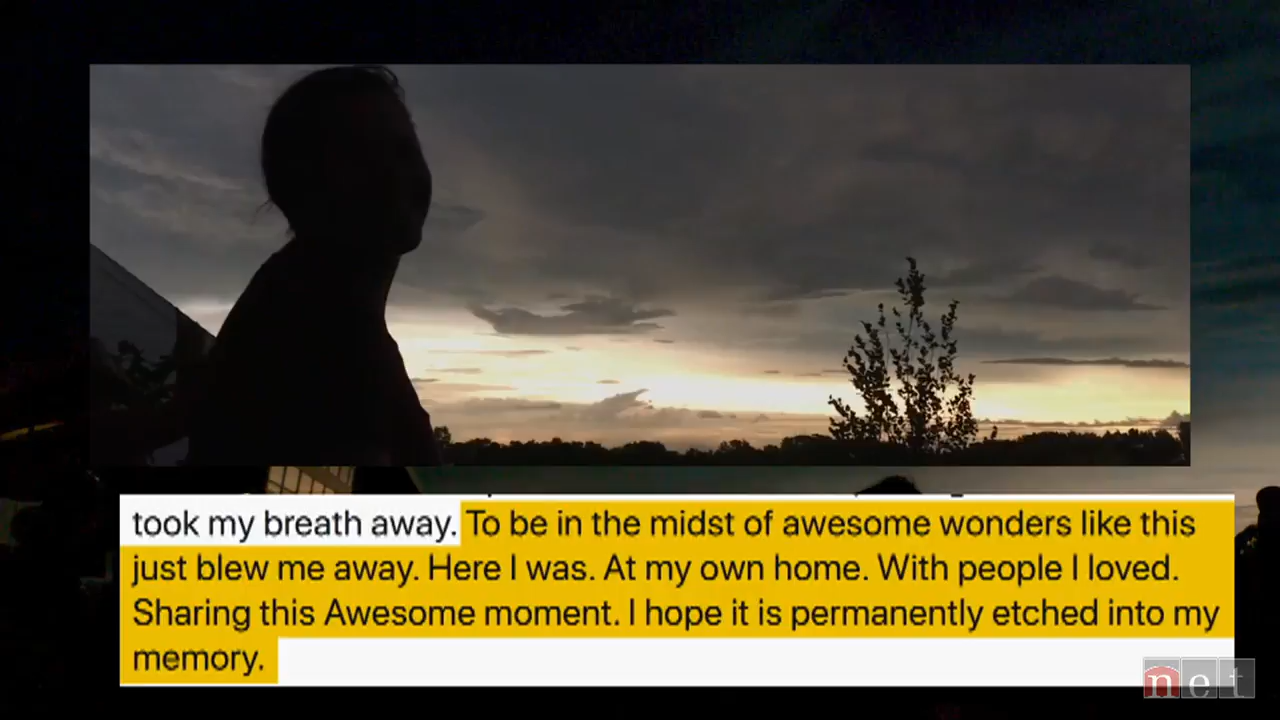 took my breath away. To be in the midst of awesome wonders like this
just blew me away. Here I was. At my own home. With people I loved.
Sharing this Awesome moment. I hope it is permanently etched into my
memory.
net